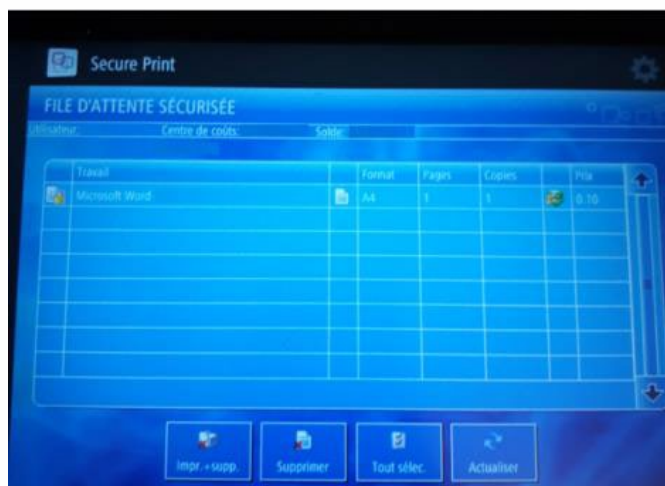 Secure Print
FILE D'ATTENTE SÉCURISÉE
Utilisateur: Centre de coûts: Solde:
Travail Format Pages Copies Prix
Microsoft Word A4 1 1 0.10
Impr.+supp. Supprimer Tout sélec. Actualiser